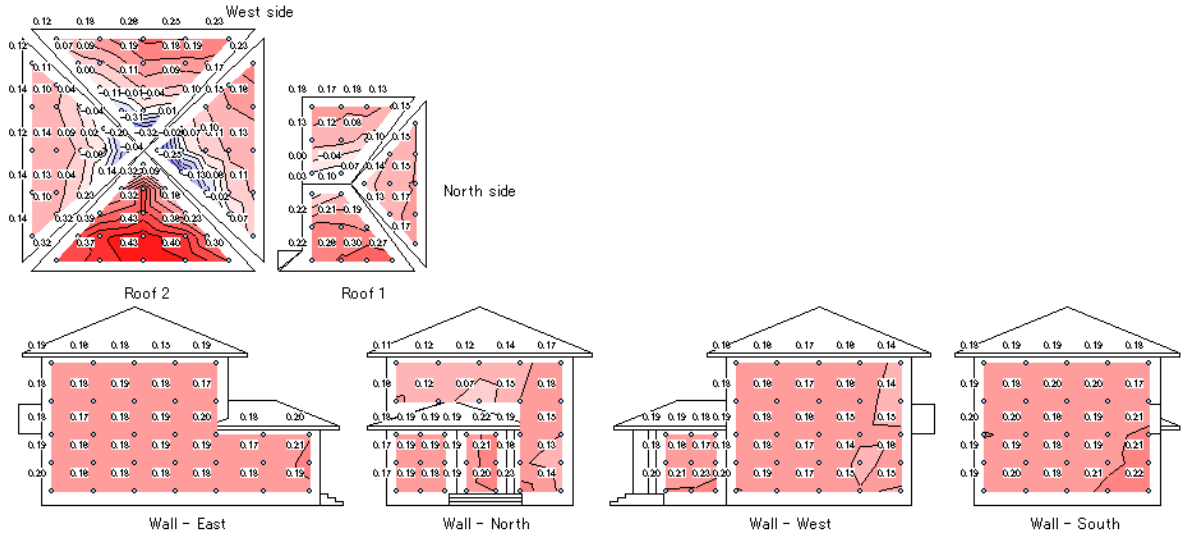 West side
0.12 0.18 0.28 0.25 0.23
0.12 0.07 0.09 0.19 0.18 0.19 0.23
0.11 0.00 0.11 0.09 0.17
0.14 0.10 0.04 -0.11 -0.01 -0.04 0.10 0.15
-0.04 -0.31 0.01
0.12 0.14 0.09 0.02 -0.20 -0.32 0.10 0.13
-0.04 -0.25
0.14 0.13 0.04 0.14 0.32 0.09 -0.13 0.11
0.10 0.23 0.32 -0.02
0.14 0.32 0.39 0.43 0.23 0.07
0.32 0.37 0.43 0.40 0.30
0.18 0.17 0.18 0.13
0.13 -0.12 0.08 0.15
0.10
0.00 -0.04 0.07 0.14 0.15
0.03 0.10 0.13 0.17
0.22 0.21 -0.19 0.17
0.22 0.28 0.30 0.27
North side
Roof 2
Roof 1
0.19 0.18 0.18 0.15 0.19
0.18 0.18 0.19 0.18 0.17
0.18 0.17 0.18 0.19 0.20 0.18 0.20
0.19 0.18 0.18 0.19 0.19 0.17 0.21
0.20 0.18 0.18 0.18 0.18 0.18 0.19
Wall - East
0.11 0.12 0.12 0.14 0.17
0.18 0.12 0.07 0.15 0.18
0.18 0.19 0.19 0.19 0.22 0.19 0.15
0.17 0.19 0.18 0.19 0.21 0.18 0.13
0.17 0.19 0.18 0.19 0.20 0.23 0.14
Wall - North
0.18 0.18 0.17 0.18 0.14
0.18 0.18 0.17 0.18 0.14
0.19 0.19 0.18 0.20 0.19 0.18 0.15 0.15
0.18 0.18 0.17 0.18 0.18 0.17 0.14 0.18
0.20 0.21 0.23 0.20 0.19 0.17 0.15 0.15
Wall - West
0.18 0.19 0.18 0.19 0.18
0.19 0.18 0.20 0.20 0.17
0.20 0.20 0.18 0.19 0.21
0.19 0.19 0.18 0.19 0.21
0.19 0.20 0.18 0.21 0.22
Wall - South